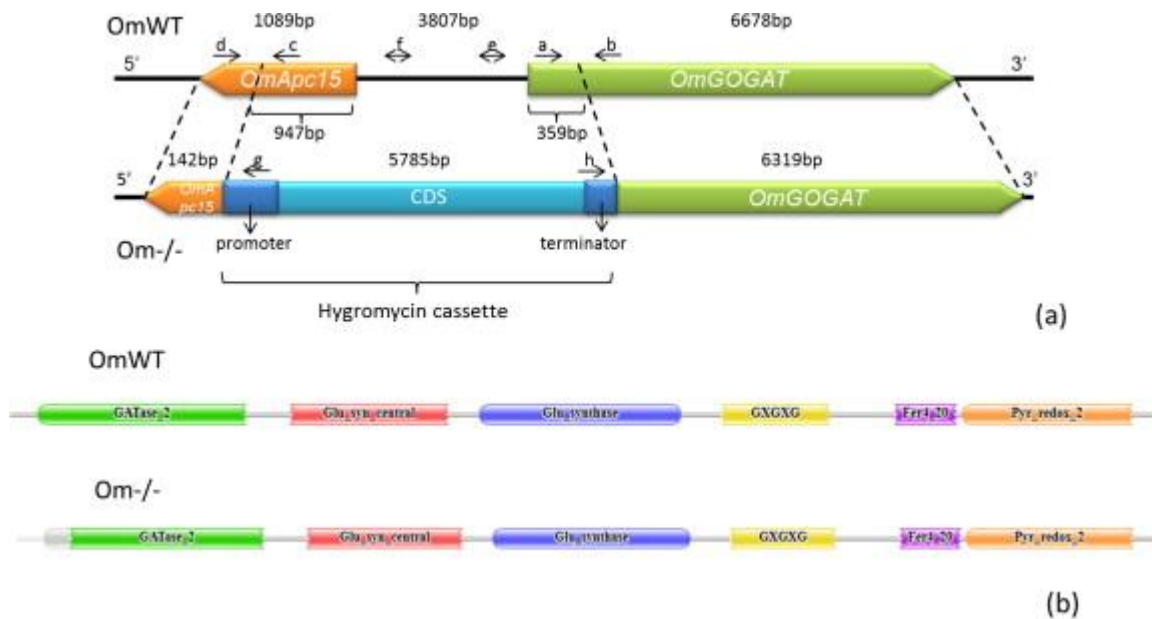 OmWT
1089bp 3807bp 6678bp
d c f e a b
5' 3'
OmApc15 OmGOGAT
947bp 359bp
142bp g 5785bp h 6319bp
5' 3'
OmA
pc15 CDS OmGOGAT
Om-/-
promoter terminator
Hygromycin cassette
(a)
OmWT
GATase_2 Glu_syn_central Glu_synthase GXGXG Fer4_20 Pyr_redox_2
Om-/-
GATase_2 Glu_syn_central Glu_synthase GXGXG Fer4_20 Pyr_redox_2
(b)